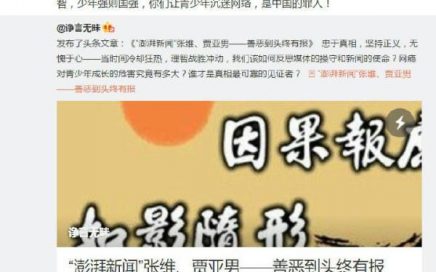 智，少年强则国强，你们让青少年沉迷网络，是中国的罪人！
@诤言无昧
发布了头条文章：《“澎湃新闻”张维、贾亚男——善恶到头终有报》 忠于真相，坚持正义，无
愧于心——当时间冷却狂热，理智战胜冲动，我们该如何反思媒体的操守和新闻的使命？网瘾
对青少年成长的危害究竟有多大？谁才是真相最可靠的见证者？ “澎湃新闻”张维、贾亚男
——善恶到头终有报
因果報應
如影隨形
诤言无昧
“澎湃新闻”张维、贾亚男——善恶到头终有报